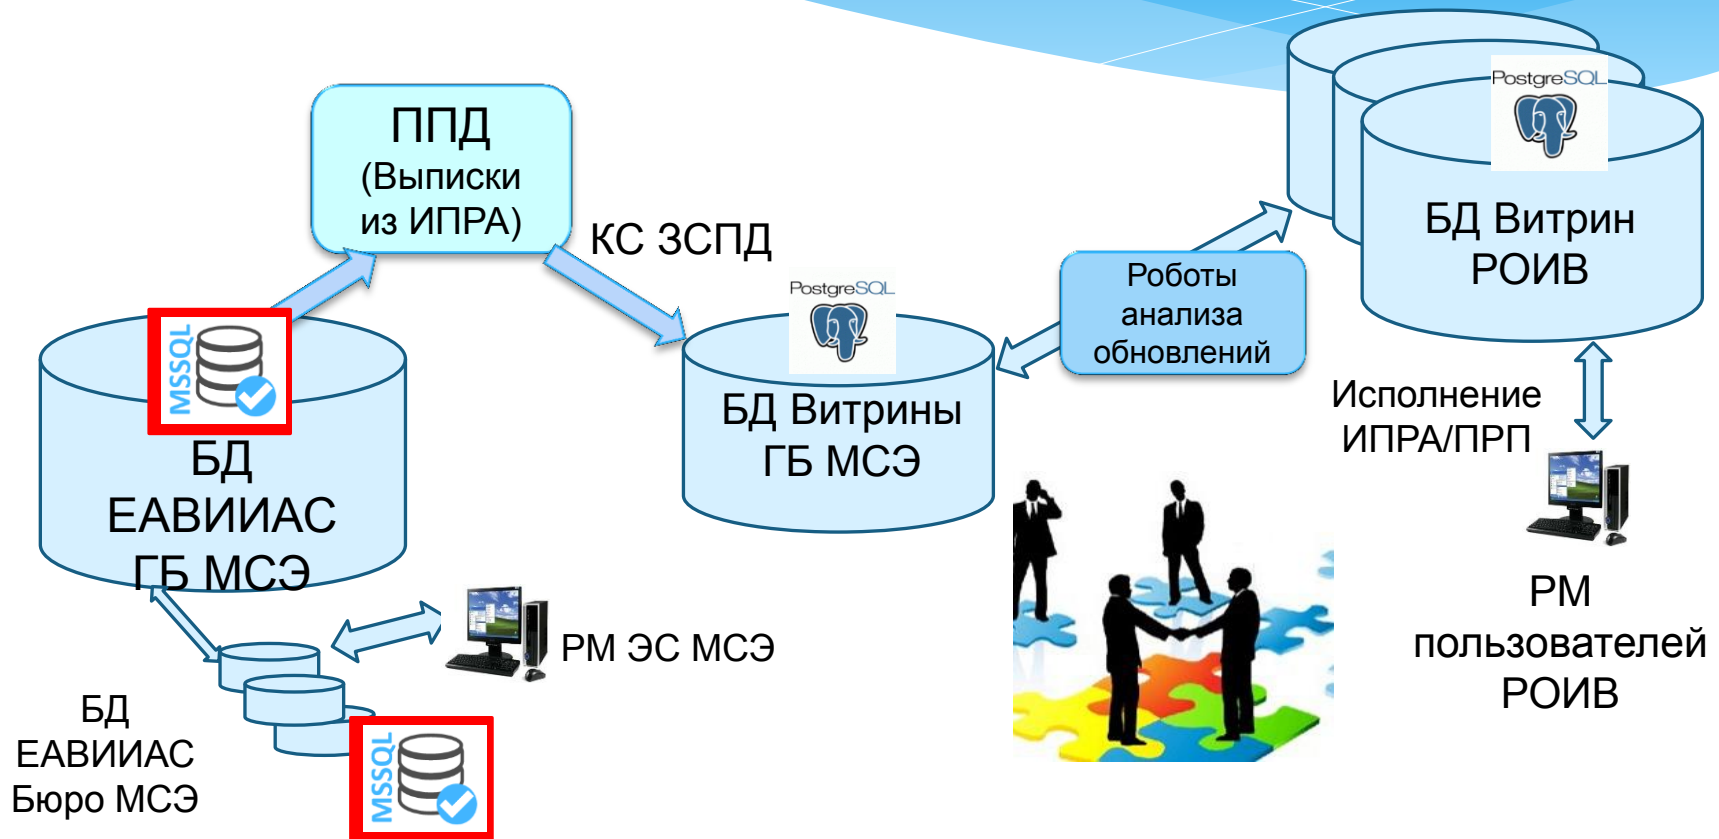 ППД
(Выписки
из ИПРА)
КС ЗСПД
PostgreSQL
БД Витрин
РОИВ
Роботы
анализа
обновлений
PostgreSQL
БД Витрины
ГБ МСЭ
MSSQL
БД
ЕАВИИАС
ГБ МСЭ
Исполнение
ИПРА/ПРП
РМ
пользователей
РОИВ
РМ ЭС МСЭ
БД
ЕАВИИАС
Бюро МСЭ
MSSQL